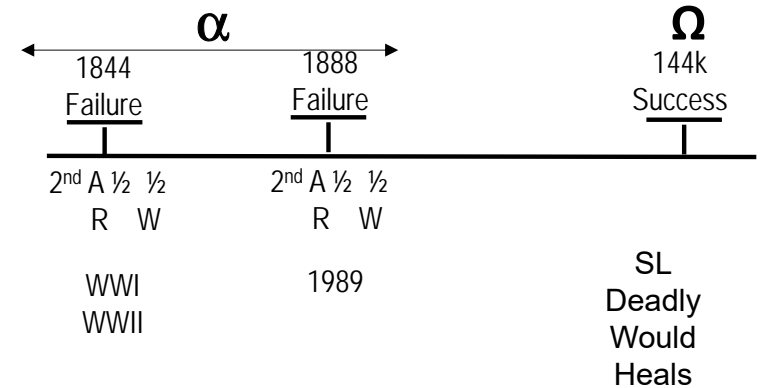 α Ω
1844 1888 144k
Failure Failure Success
2nd A ½ ½ 2nd A ½ ½
R W R W
WWI 1989 SL
WWII Deadly
Would
Heals